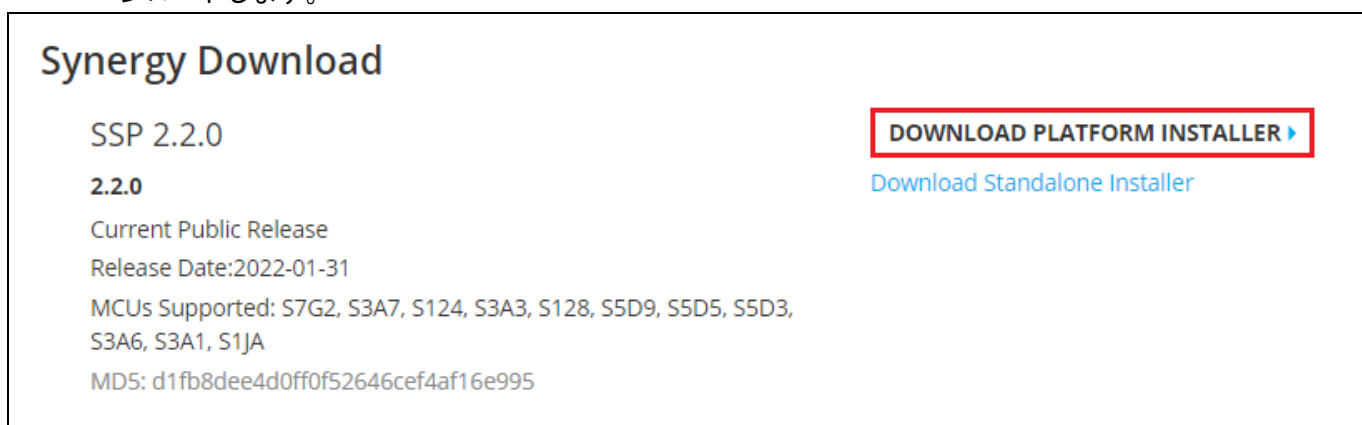 Synergy Download
SSP 2.2.0
DOWNLOAD PLATFORM INSTALLER
2.2.0
Download Standalone Installer
Current Public Release
Release Date:2022-01-31
MCUs Supported: S7G2, S3A7, S124, S3A3, S128, S5D9, S5D5, S5D3,
S3A6, S3A1, S1JA
MD5: d1fb8dee4d0ff0f52646cef4af16e995